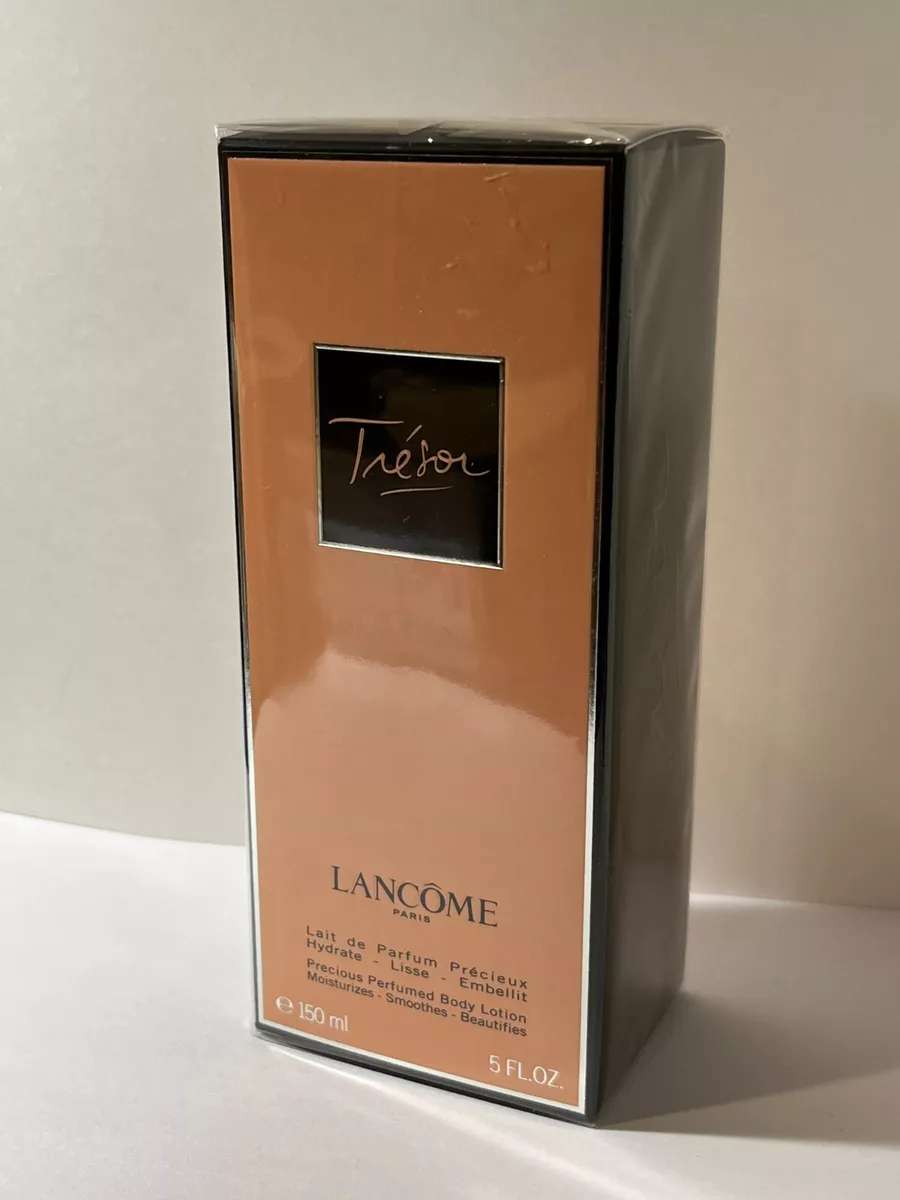 Trésor
LANCÔME
PARIS
Lait de Parfum Précieux
Hydrate - Lisse - Embellit
Precious Perfumed Body Lotion
Moisturizes - Smoothes - Beautifies
℮ 150 ml
5 FL.OZ.